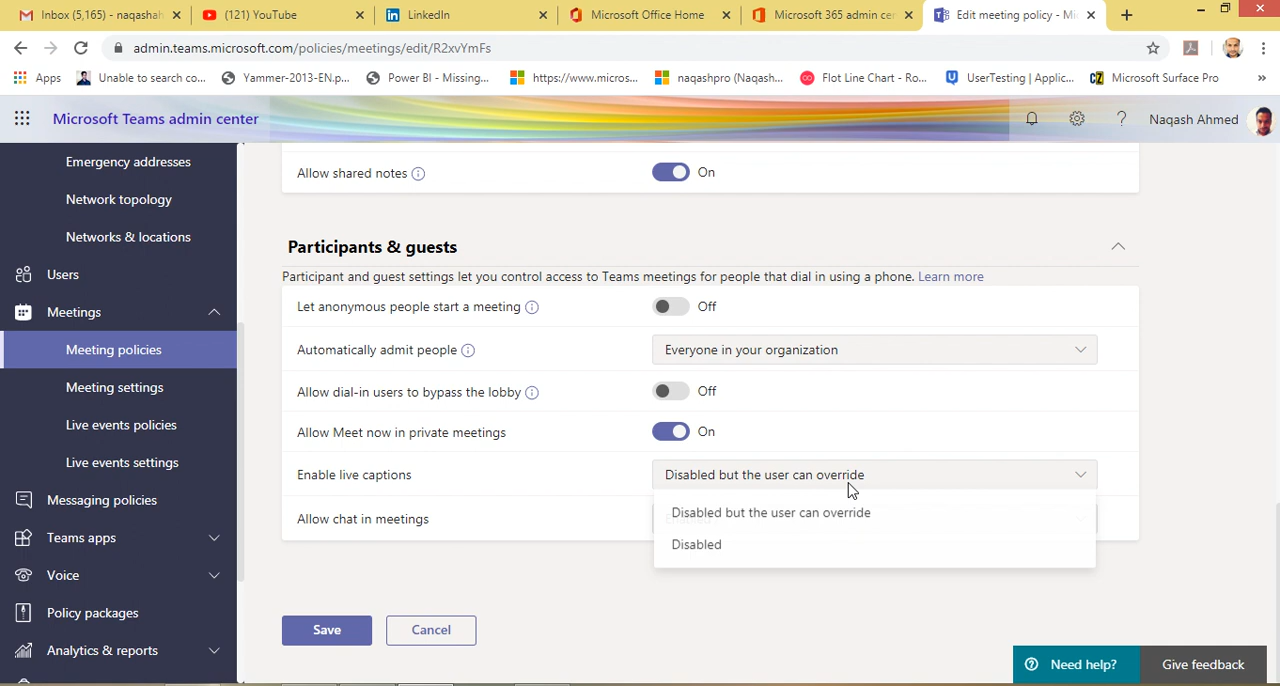 Inbox (5,165) - naqashah
(121) YouTube
LinkedIn
Microsoft Office Home
Microsoft 365 admin cen
Edit meeting policy - Mi
admin.teams.microsoft.com/policies/meetings/edit/R2xvYmFs
Apps
Unable to search co...
Yammer-2013-EN.p...
Power BI - Missing...
https://www.micros...
naqashpro (Naqash...
Flot Line Chart - Ro...
UserTesting | Applic...
Microsoft Surface Pro
»
Microsoft Teams admin center
Naqash Ahmed
Emergency addresses
Network topology
Networks & locations
Users
Meetings
Meeting policies
Meeting settings
Live events policies
Live events settings
Messaging policies
Teams apps
Voice
Policy packages
Analytics & reports
Allow shared notes
On
Participants & guests
Participant and guest settings let you control access to Teams meetings for people that dial in using a phone. Learn more
Let anonymous people start a meeting
Off
Automatically admit people
Everyone in your organization
Allow dial-in users to bypass the lobby
Off
Allow Meet now in private meetings
On
Enable live captions
Disabled but the user can override
Disabled but the user can override
Disabled
Allow chat in meetings
Enabled
Save
Cancel
Need help?
Give feedback